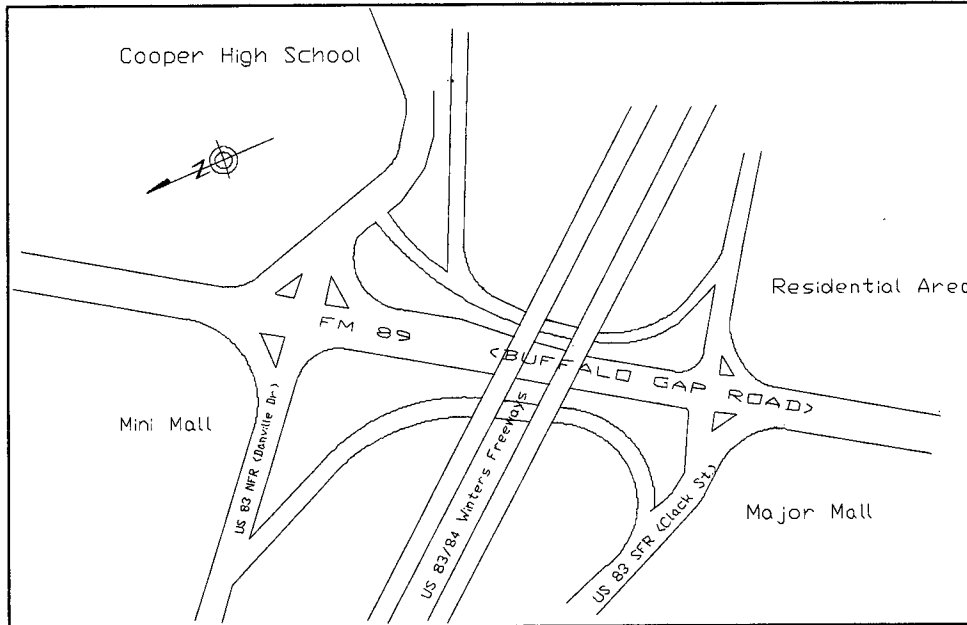 Cooper High School
N
Residential Area
FM 89
<BUFFALO GAP ROAD>
Mini Mall
US 83 NFR <Danville Dr>
US 83/84 Winters Freeways
US 83 SFR <Clack St.>
Major Mall